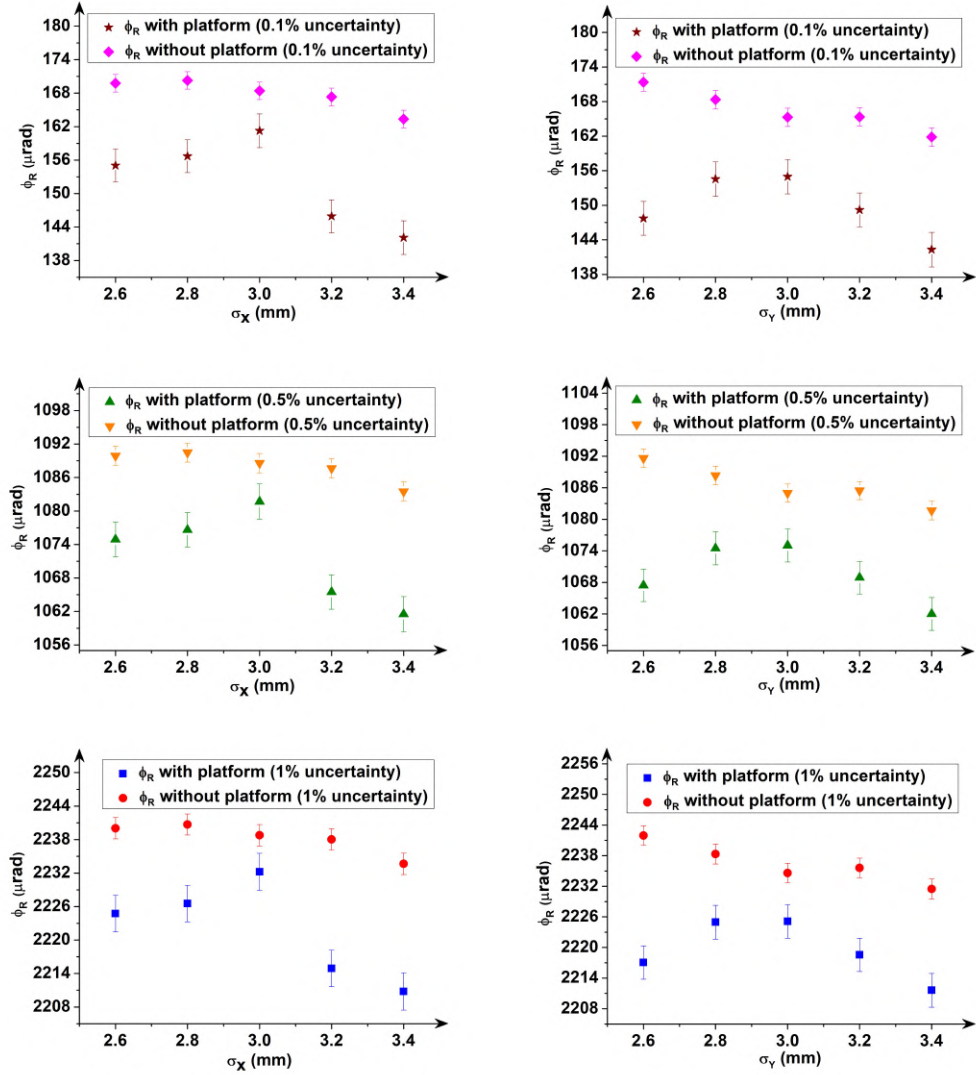 ϕR with platform (0.1% uncertainty)
ϕR without platform (0.1% uncertainty)
180
174
168
162
156
150
144
138
ϕR (μrad)
2.6 2.8 3.0 3.2 3.4
σX (mm)
ϕR with platform (0.1% uncertainty)
ϕR without platform (0.1% uncertainty)
180
174
168
162
156
150
144
138
ϕR (μrad)
2.6 2.8 3.0 3.2 3.4
σY (mm)
ϕR with platform (0.5% uncertainty)
ϕR without platform (0.5% uncertainty)
1098
1092
1086
1080
1074
1068
1062
1056
ϕR (μrad)
2.6 2.8 3.0 3.2 3.4
σX (mm)
ϕR with platform (0.5% uncertainty)
ϕR without platform (0.5% uncertainty)
1104
1098
1092
1086
1080
1074
1068
1062
1056
ϕR (μrad)
2.6 2.8 3.0 3.2 3.4
σY (mm)
ϕR with platform (1% uncertainty)
ϕR without platform (1% uncertainty)
2250
2244
2238
2232
2226
2220
2214
2208
ϕR (μrad)
2.6 2.8 3.0 3.2 3.4
σX (mm)
ϕR with platform (1% uncertainty)
ϕR without platform (1% uncertainty)
2256
2250
2244
2238
2232
2226
2220
2214
2208
ϕR (μrad)
2.6 2.8 3.0 3.2 3.4
σY (mm)